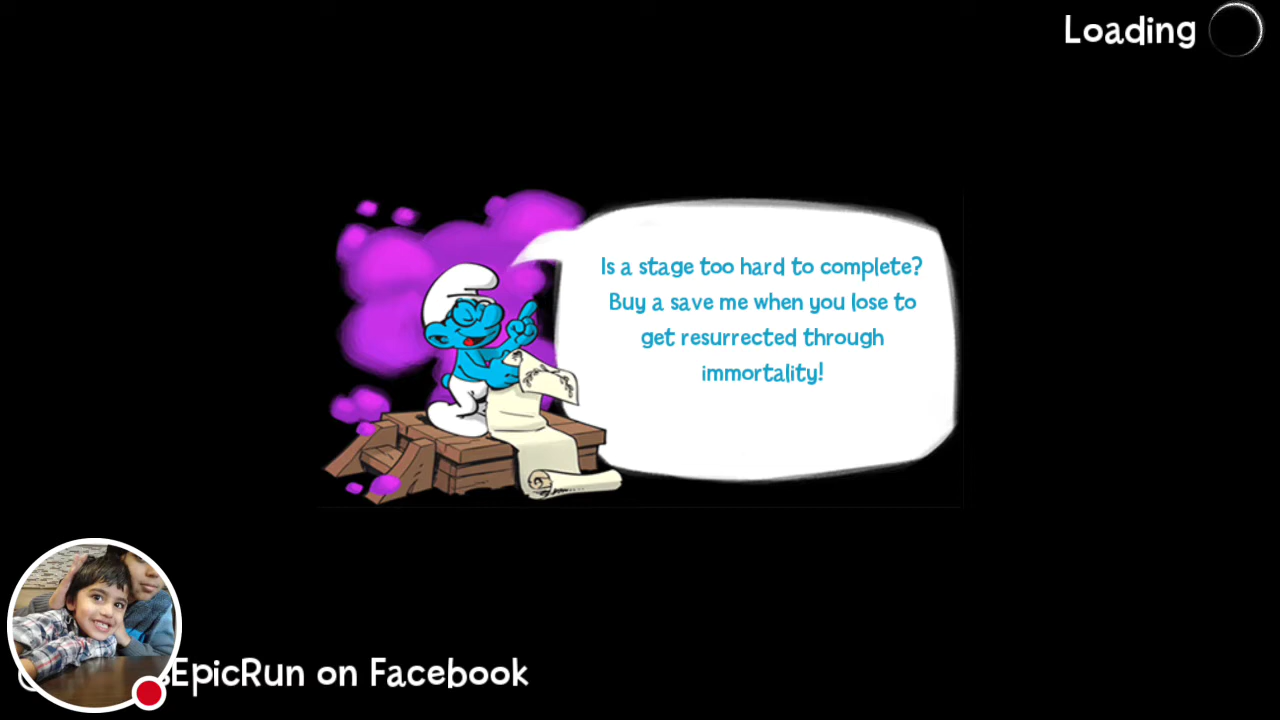 Loading
Is a stage too hard to complete?
Buy a save me when you lose to
get resurrected through
immortality!
sEpicRun on Facebook